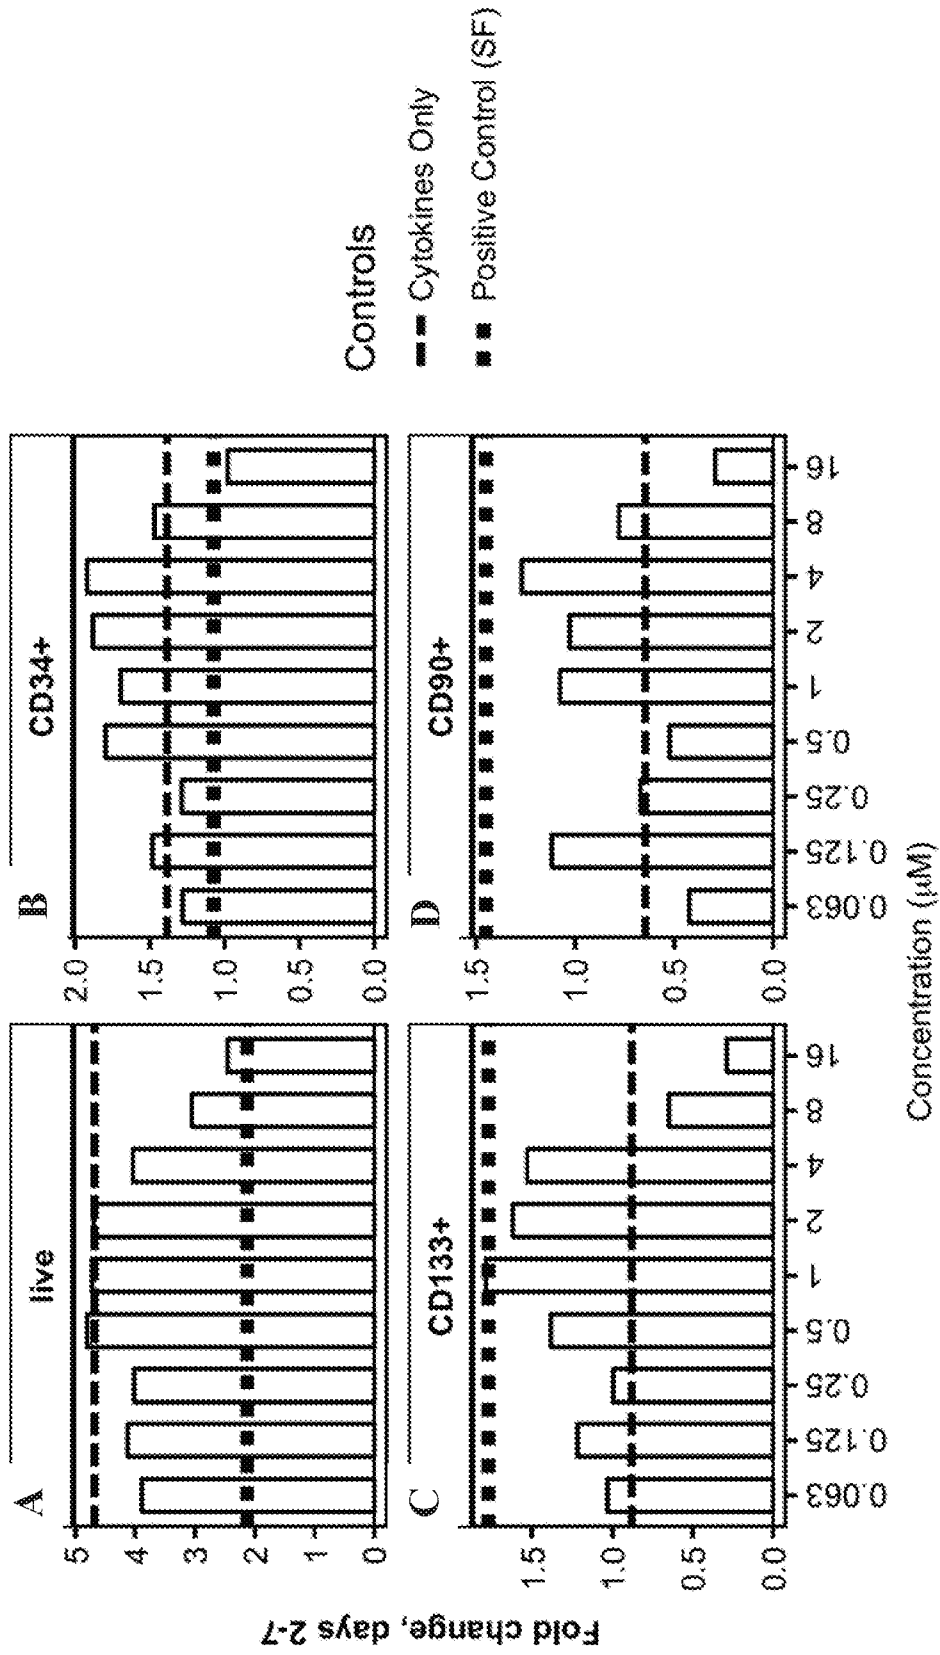 A
live
5
4
3
2
1
0
B
CD34+
2.0
1.5
1.0
0.5
0.0
C
CD133+
1.5
1.0
0.5
0.0
0.063
0.125
0.25
0.5
1
2
4
8
16
D
CD90+
1.5
1.0
0.5
0.0
0.063
0.125
0.25
0.5
1
2
4
8
16
Fold change, days 2-7
Concentration (μM)
Controls
Cytokines Only
Positive Control (SF)